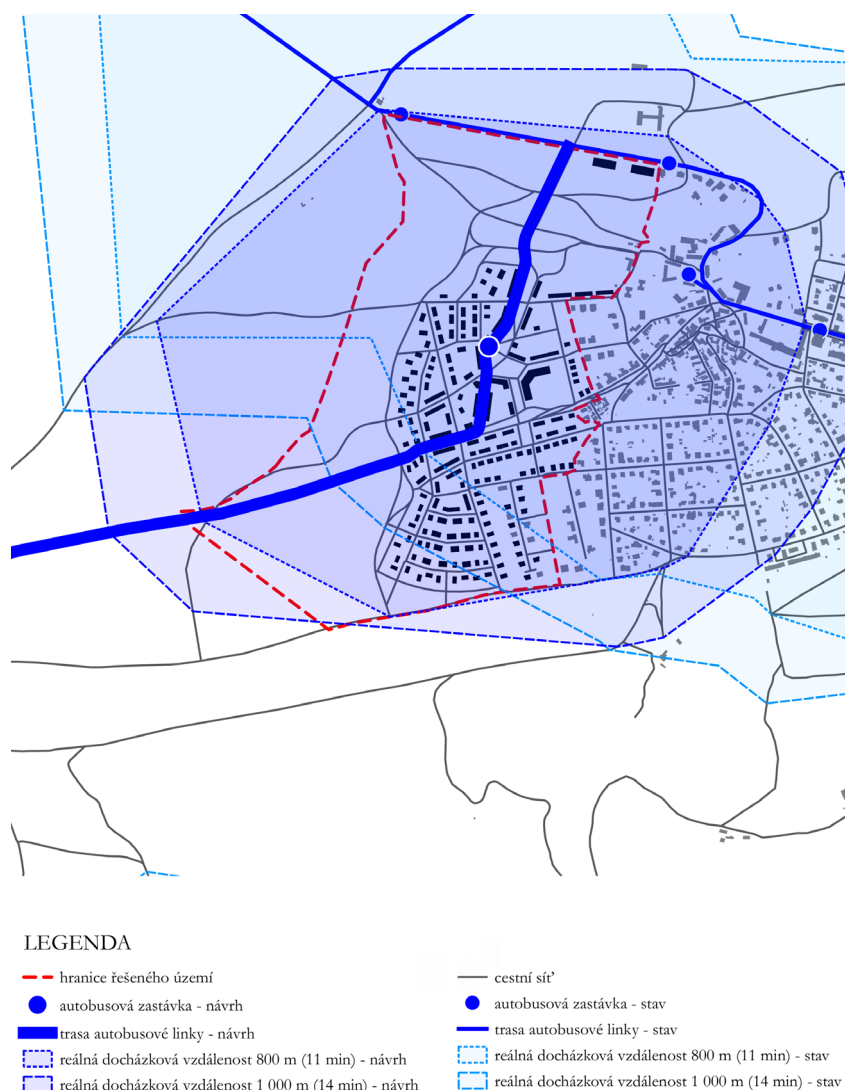 LEGENDA
hranice řešeného území
autobusová zastávka - návrh
trasa autobusové linky - návrh
reálná docházková vzdálenost 800 m (11 min) - návrh
reálná docházková vzdálenost 1 000 m (14 min) - návrh
cestní síť
autobusová zastávka - stav
trasa autobusové linky - stav
reálná docházková vzdálenost 800 m (11 min) - stav
reálná docházková vzdálenost 1 000 m (14 min) - stav